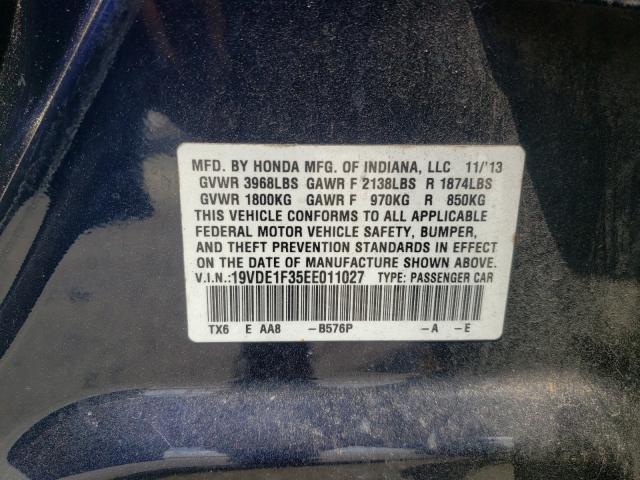 MFD. BY HONDA MFG. OF INDIANA, LLC 11/'13
GVWR 3968LBS GAWR F 2138LBS R 1874LBS
GVWR 1800KG GAWR F 970KG R 850KG
THIS VEHICLE CONFORMS TO ALL APPLICABLE
FEDERAL MOTOR VEHICLE SAFETY, BUMPER,
AND THEFT PREVENTION STANDARDS IN EFFECT
ON THE DATE OF MANUFACTURE SHOWN ABOVE.
V.I.N.:19VDE1F35EE011027 TYPE: PASSENGER CAR
TX6 E AA8 -B576P -A -E